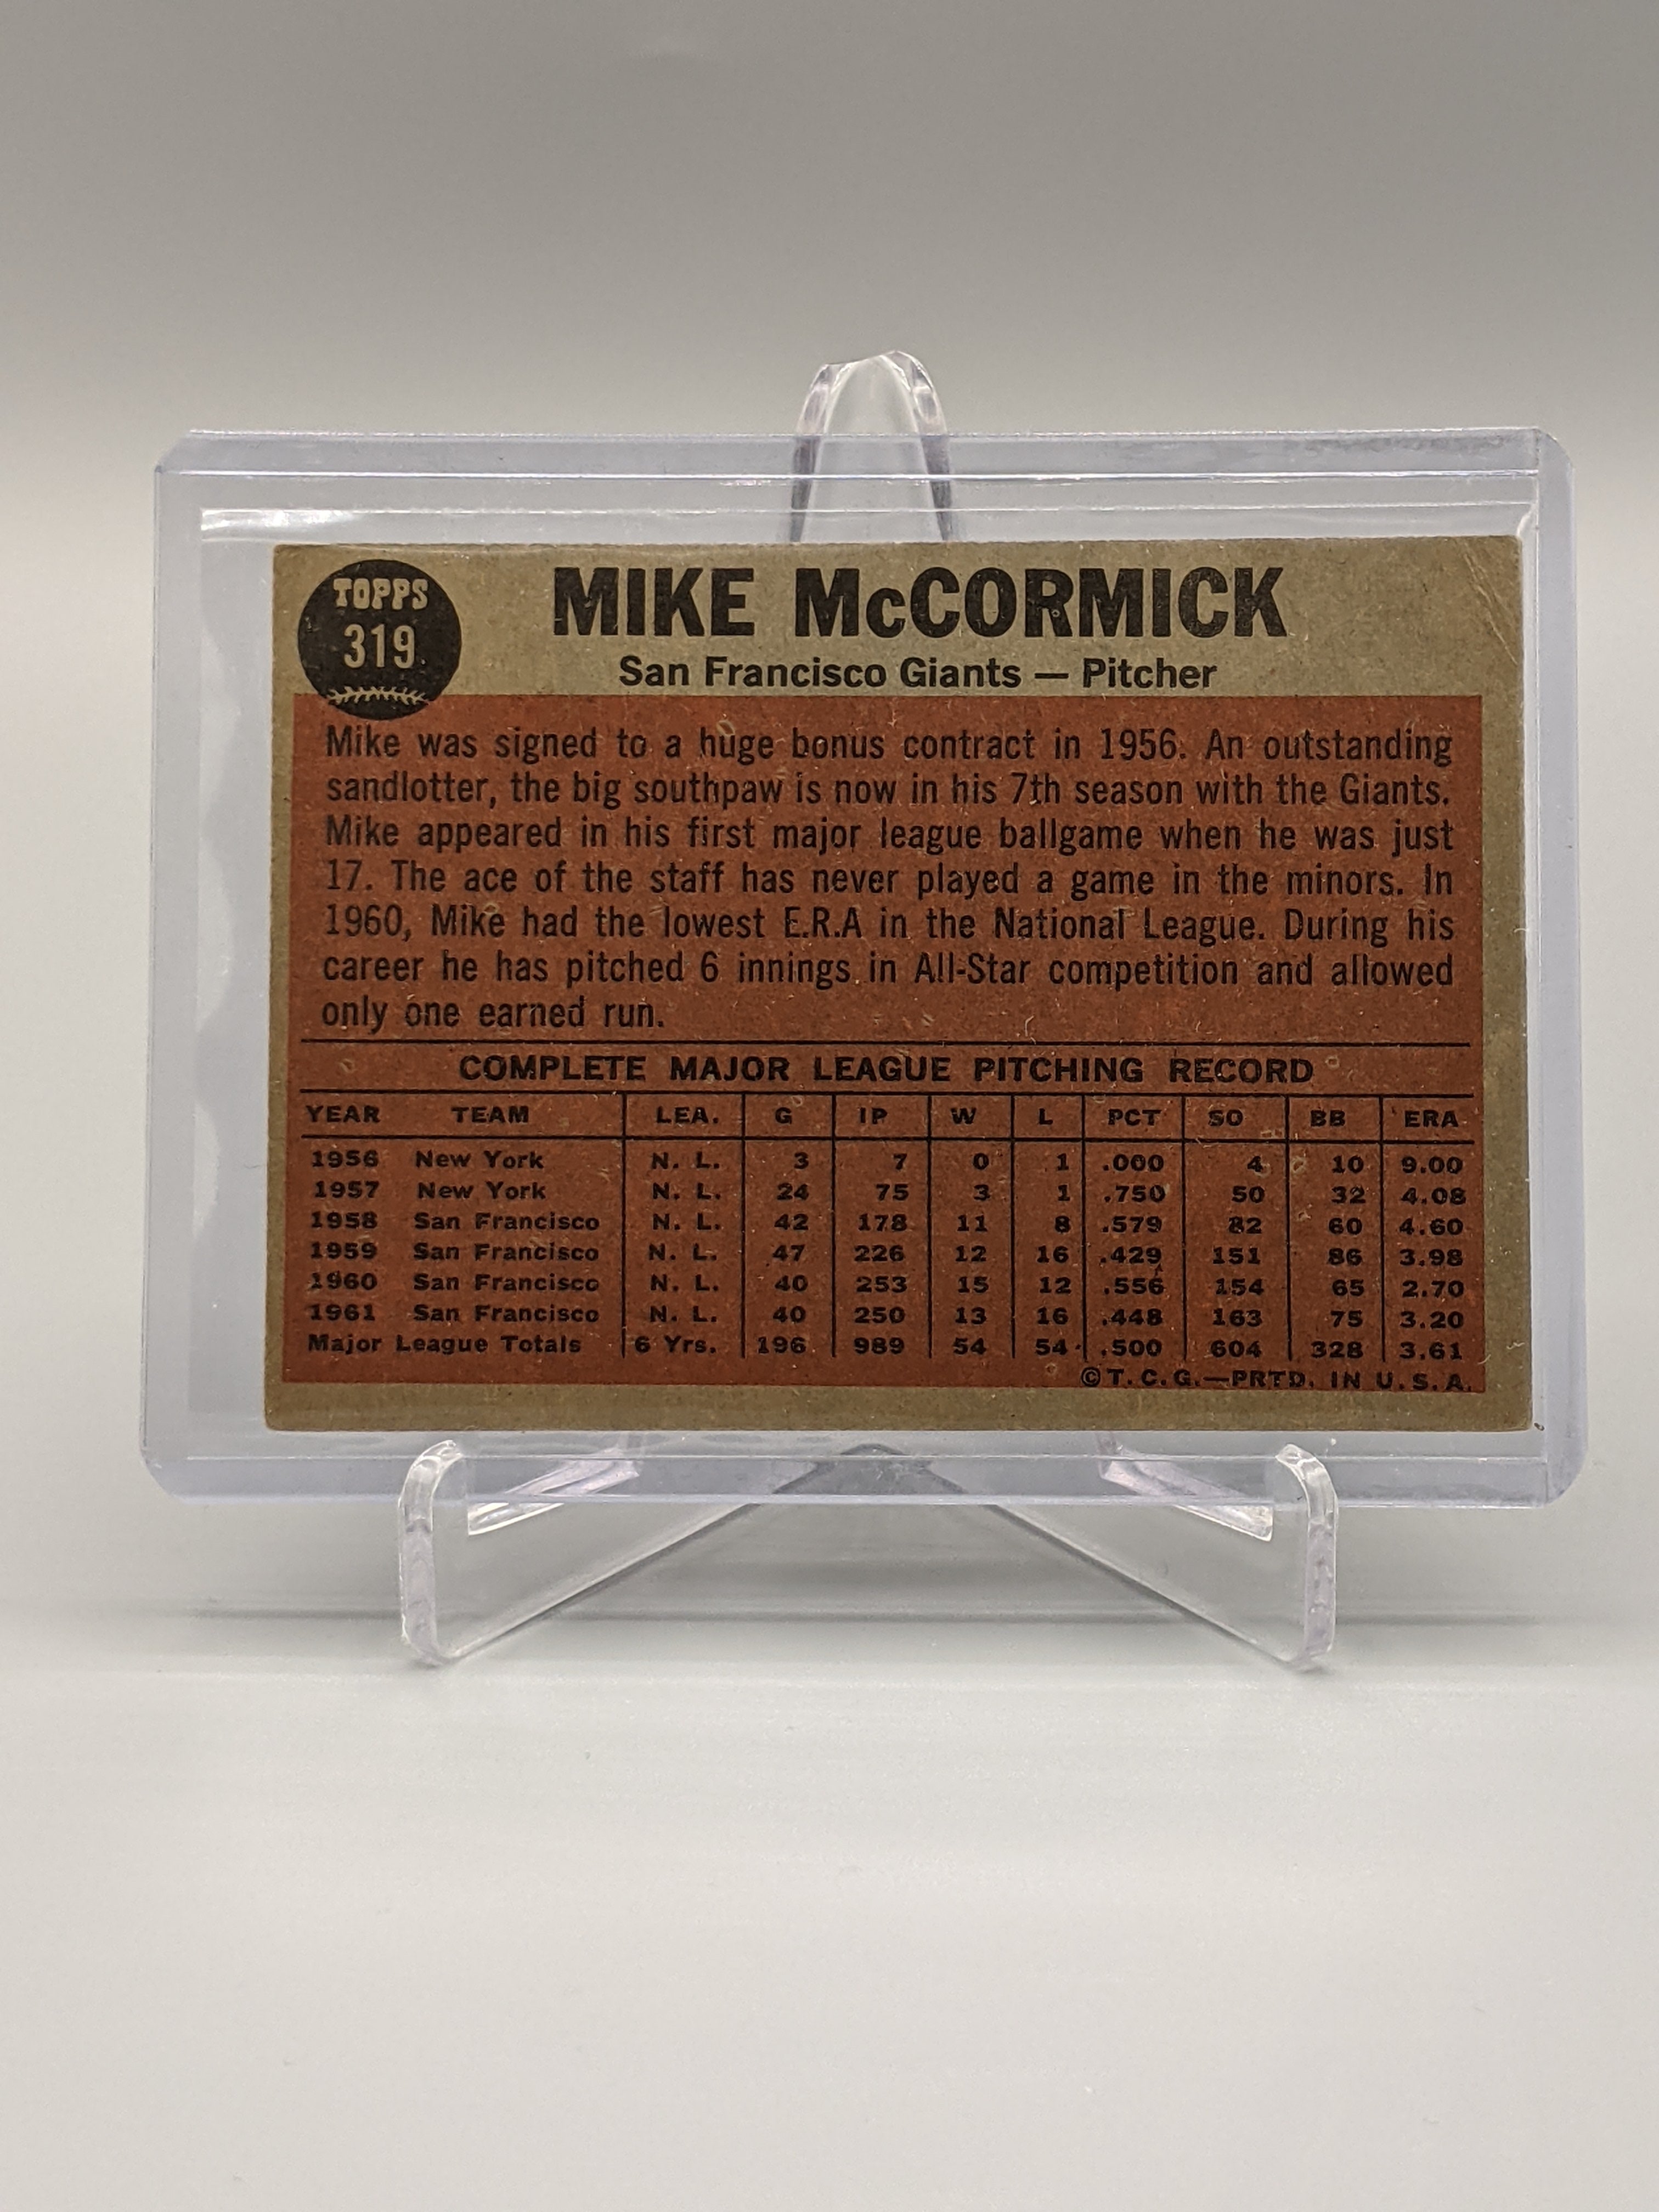 TOPPS
319
MIKE McCORMICK
San Francisco Giants — Pitcher
Mike was signed to a huge bonus contract in 1956. An outstanding
sandlotter, the big southpaw is now in his 7th season with the Giants.
Mike appeared in his first major league ballgame when he was just
17. The ace of the staff has never played a game in the minors. In
1960, Mike had the lowest E.R.A in the National League. During his
career he has pitched 6 innings in All-Star competition and allowed
only one earned run.
COMPLETE MAJOR LEAGUE PITCHING RECORD
YEAR TEAM LEA. G IP W L PCT SO BB ERA
1956 New York N. L. 3 7 0 1 .000 4 10 9.00
1957 New York N. L. 24 75 3 1 .750 50 32 4.08
1958 San Francisco N. L. 42 178 11 8 .579 82 60 4.60
1959 San Francisco N. L. 47 226 12 16 .429 151 86 3.98
1960 San Francisco N. L. 40 253 15 12 .556 154 65 2.70
1961 San Francisco N. L. 40 250 13 16 .448 163 75 3.20
Major League Totals 6 Yrs. 196 989 54 54 .500 604 328 3.61
©T.C.G.—PRTD. IN U.S.A.